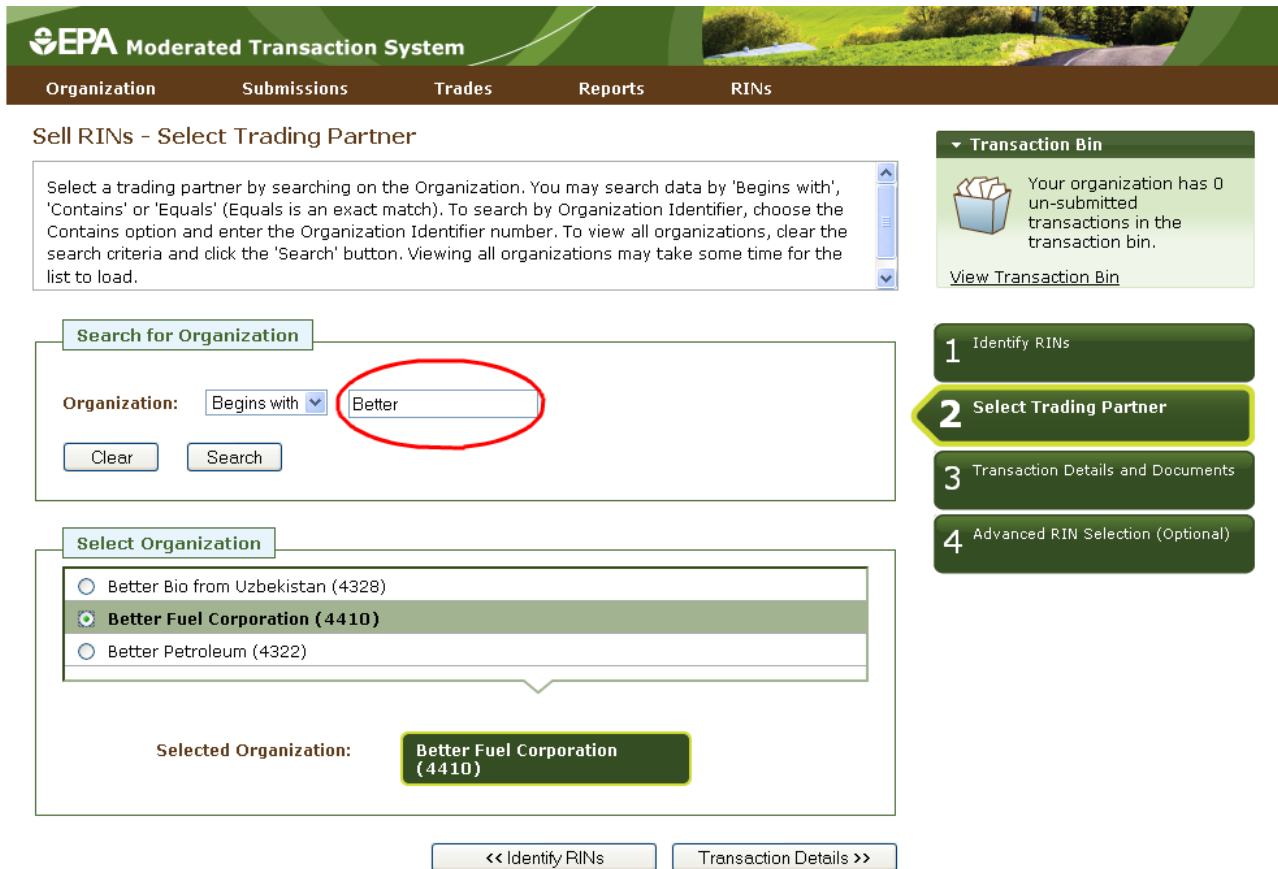 EPA Moderated Transaction System
Organization Submissions Trades Reports RINs
Sell RINs - Select Trading Partner
Select a trading partner by searching on the Organization. You may search data by 'Begins with',
'Contains' or 'Equals' (Equals is an exact match). To search by Organization Identifier, choose the
Contains option and enter the Organization Identifier number. To view all organizations, clear the
search criteria and click the 'Search' button. Viewing all organizations may take some time for the
list to load.
Search for Organization
Organization: Begins with Better
Clear Search
Select Organization
Better Bio from Uzbekistan (4328)
Better Fuel Corporation (4410)
Better Petroleum (4322)
Selected Organization:
Better Fuel Corporation
(4410)
<< Identify RINs Transaction Details >>
Transaction Bin
Your organization has 0
un-submitted
transactions in the
transaction bin.
View Transaction Bin
1 Identify RINs
2 Select Trading Partner
3 Transaction Details and Documents
4 Advanced RIN Selection (Optional)